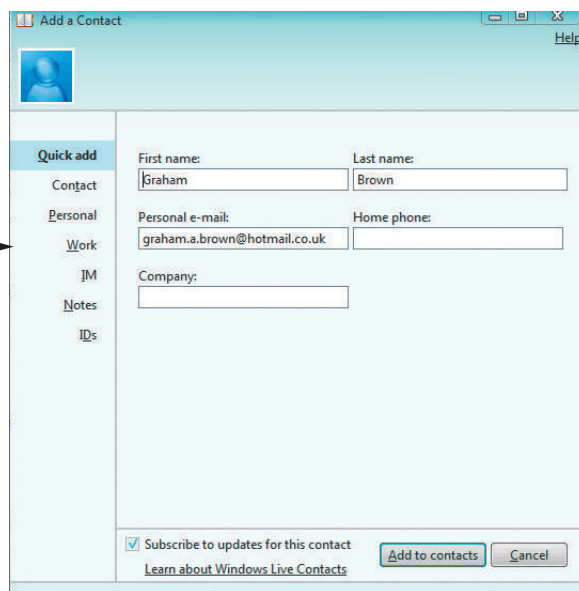 Add a Contact
Help
Quick add
Contact
Personal
Work
IM
Notes
IDs
First name: Last name:
Graham Brown
Personal e-mail: Home phone:
graham.a.brown@hotmail.co.uk
Company:
Subscribe to updates for this contact
Learn about Windows Live Contacts
Add to contacts Cancel